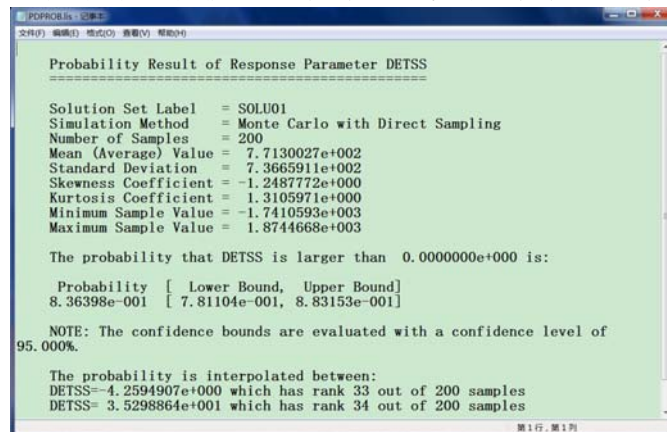 PDPROB.lis - 记事本
文件(F) 编辑(E) 格式(O) 查看(V) 帮助(H)
Probability Result of Response Parameter DETSS
==============================================
Solution Set Label = SOLU01
Simulation Method = Monte Carlo with Direct Sampling
Number of Samples = 200
Mean (Average) Value = 7.7130027e+002
Standard Deviation = 7.3665911e+002
Skewness Coefficient = -1.2487772e+000
Kurtosis Coefficient = 1.3105971e+000
Minimum Sample Value = -1.7410593e+003
Maximum Sample Value = 1.8744668e+003
The probability that DETSS is larger than 0.0000000e+000 is:
Probability [ Lower Bound, Upper Bound]
8.36398e-001 [ 7.81104e-001, 8.83153e-001]
NOTE: The confidence bounds are evaluated with a confidence level of
95.000%.
The probability is interpolated between:
DETSS=-4.2594907e+000 which has rank 33 out of 200 samples
DETSS= 3.5298864e+001 which has rank 34 out of 200 samples
第1行, 第1列